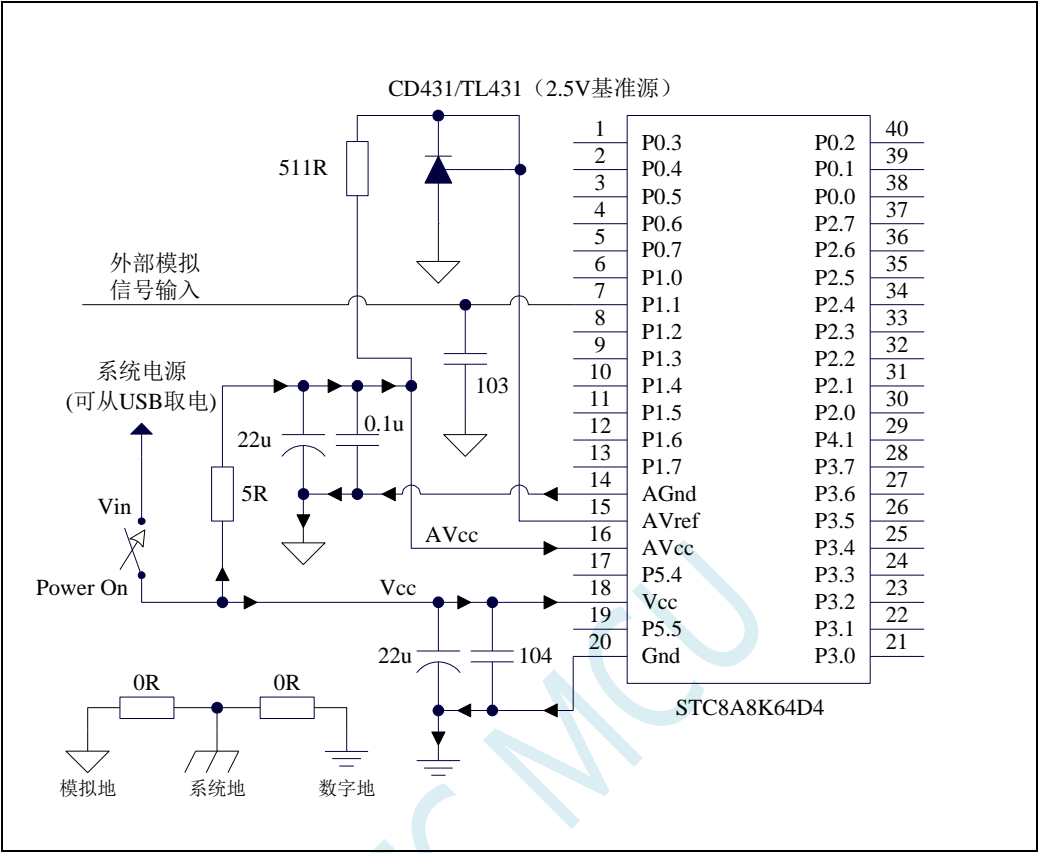 CD431/TL431（2.5V基准源）
511R
外部模拟
信号输入
103
系统电源
(可从USB取电)
22u
0.1u
5R
Vin
Power On
AVcc
Vcc
22u
104
0R
0R
模拟地
系统地
数字地
1 P0.3 P0.2 40
2 P0.4 P0.1 39
3 P0.5 P0.0 38
4 P0.6 P2.7 37
5 P0.7 P2.6 36
6 P1.0 P2.5 35
7 P1.1 P2.4 34
8 P1.2 P2.3 33
9 P1.3 P2.2 32
10 P1.4 P2.1 31
11 P1.5 P2.0 30
12 P1.6 P4.1 29
13 P1.7 P3.7 28
14 AGnd P3.6 27
15 AVref P3.5 26
16 AVcc P3.4 25
17 P5.4 P3.3 24
18 Vcc P3.2 23
19 P5.5 P3.1 22
20 Gnd P3.0 21
STC8A8K64D4
MCU